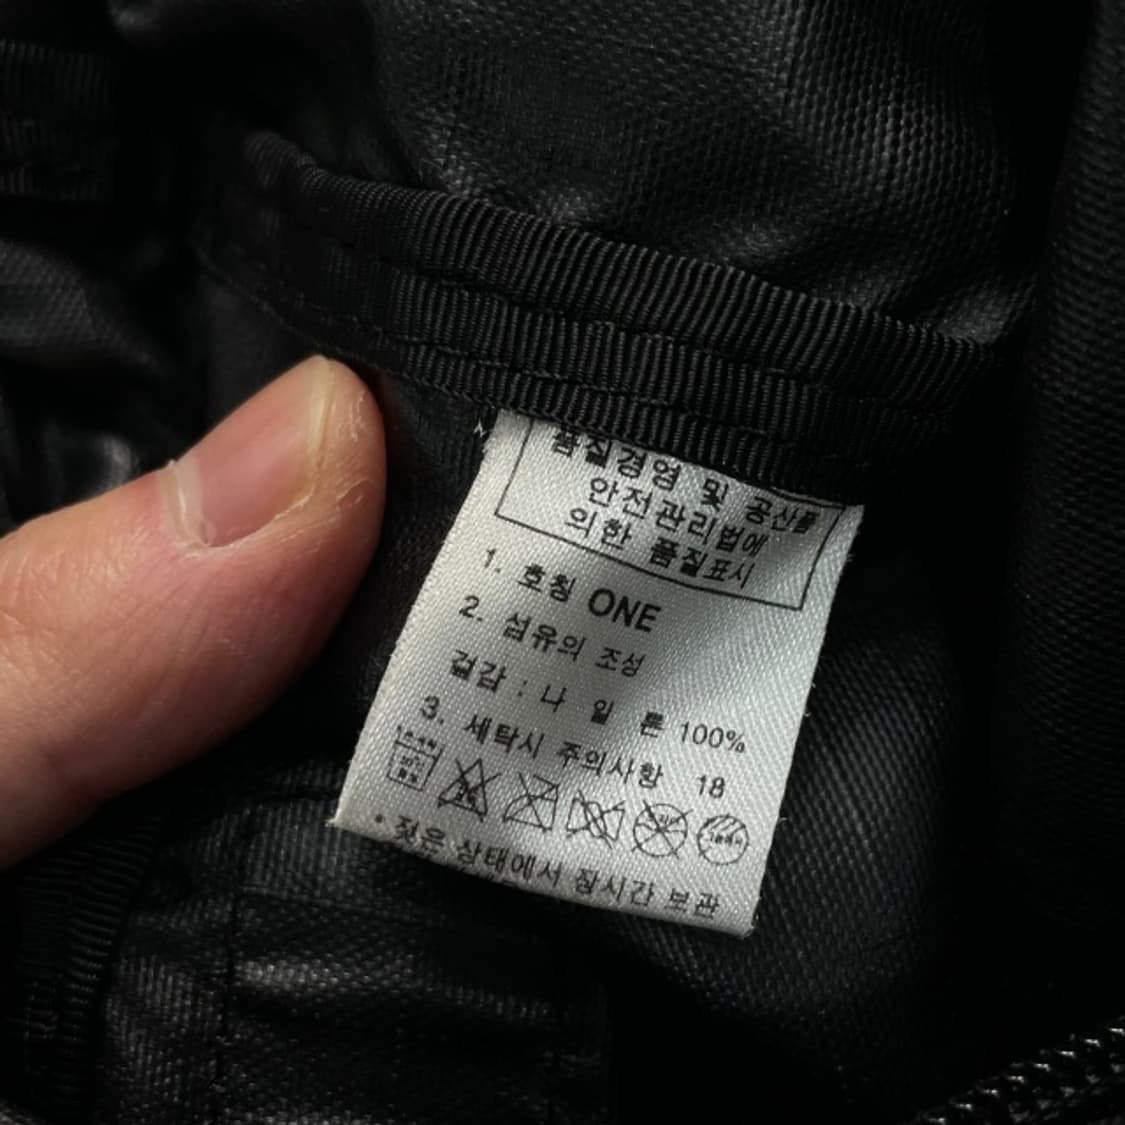 품질경영 및 공산품
안전관리법에
의한 품질표시
1. 호칭 ONE
2. 섬유의 조성
겉감 : 나 일 론 100%
3. 세탁시 주의사항 18
• 젖은 상태에서 장시간 보관